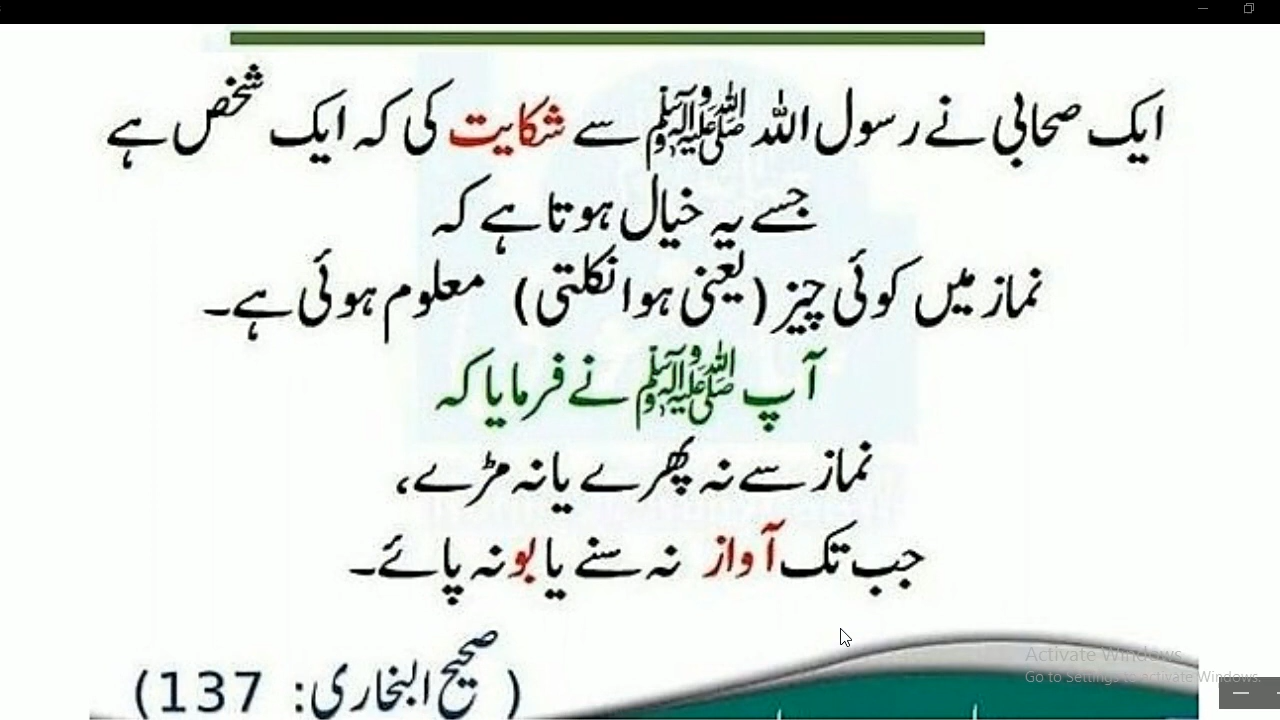 ایک صحابی نے رسول اللہ ﷺ سے شکایت کی کہ ایک شخص ہے
جسے یہ خیال ہوتا ہے کہ
نماز میں کوئی چیز (یعنی ہوا نکلتی) معلوم ہوئی ہے۔
آپ ﷺ نے فرمایا کہ
نماز سے نہ پھرے یا نہ مڑے،
جب تک آواز نہ سنے یا بو نہ پائے۔
(صحیح البخاری: 137)
Activate Windows
Go to Settings to activate Windows.